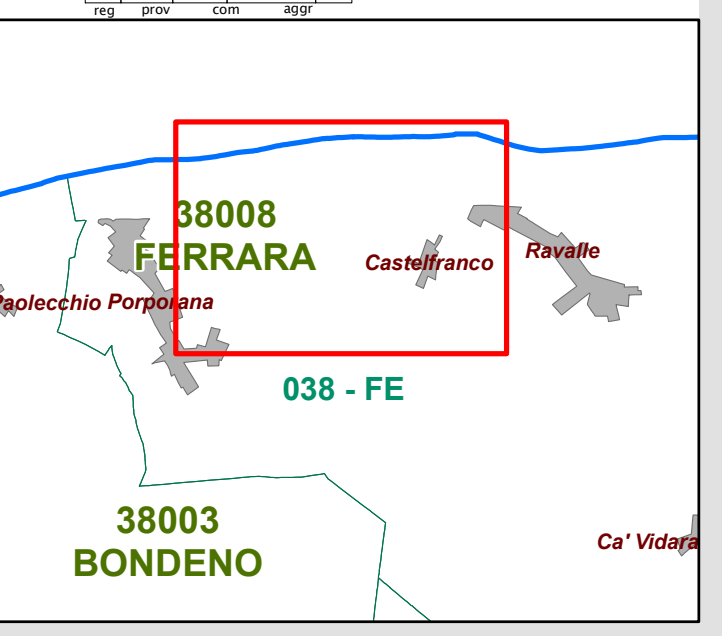 reg prov com aggr
38008
FERRARA
Castelfranco
Ravalle
Paolecchio
Porporana
038 - FE
38003
BONDENO
Ca' Vidara